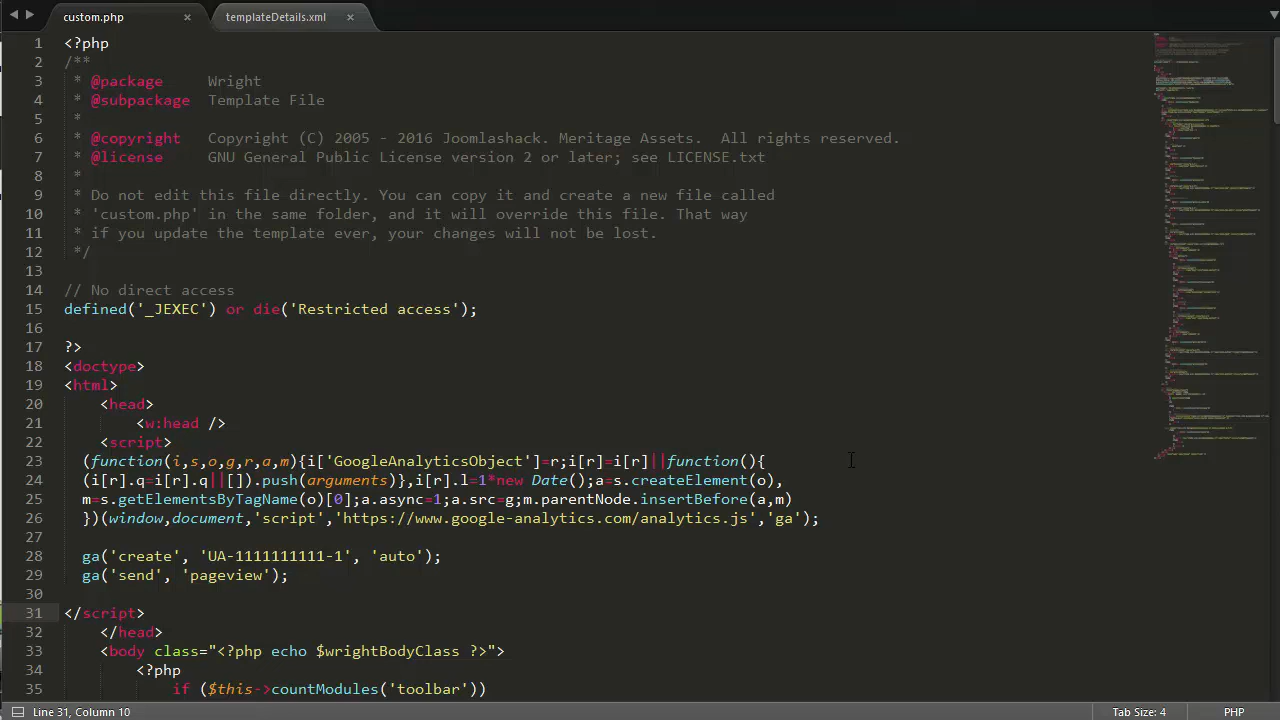 custom.php × templateDetails.xml ×
1 <?php
2 /**
3 * @package Wright
4 * @subpackage Template File
5 *
6 * @copyright Copyright (C) 2005 - 2016 Joomlashack. Meritage Assets. All rights reserved.
7 * @license GNU General Public License version 2 or later; see LICENSE.txt
8 *
9 * Do not edit this file directly. You can copy it and create a new file called
10 * 'custom.php' in the same folder, and it will override this file. That way
11 * if you update the template ever, your changes will not be lost.
12 */
13
14 // No direct access
15 defined('_JEXEC') or die('Restricted access');
16
17 ?>
18 <doctype>
19 <html>
20 <head>
21 <w:head />
22 <script>
23 (function(i,s,o,g,r,a,m){i['GoogleAnalyticsObject']=r;i[r]=i[r]||function(){
24 (i[r].q=i[r].q||[]).push(arguments)},i[r].l=1*new Date();a=s.createElement(o),
25 m=s.getElementsByTagName(o)[0];a.async=1;a.src=g;m.parentNode.insertBefore(a,m)
26 })(window,document,'script','https://www.google-analytics.com/analytics.js','ga');
27
28 ga('create', 'UA-1111111111-1', 'auto');
29 ga('send', 'pageview');
30
31 </script>
32 </head>
33 <body class="<?php echo $wrightBodyClass ?>">
34 <?php
35 if ($this->countModules('toolbar'))
Line 31, Column 10 Tab Size: 4 PHP